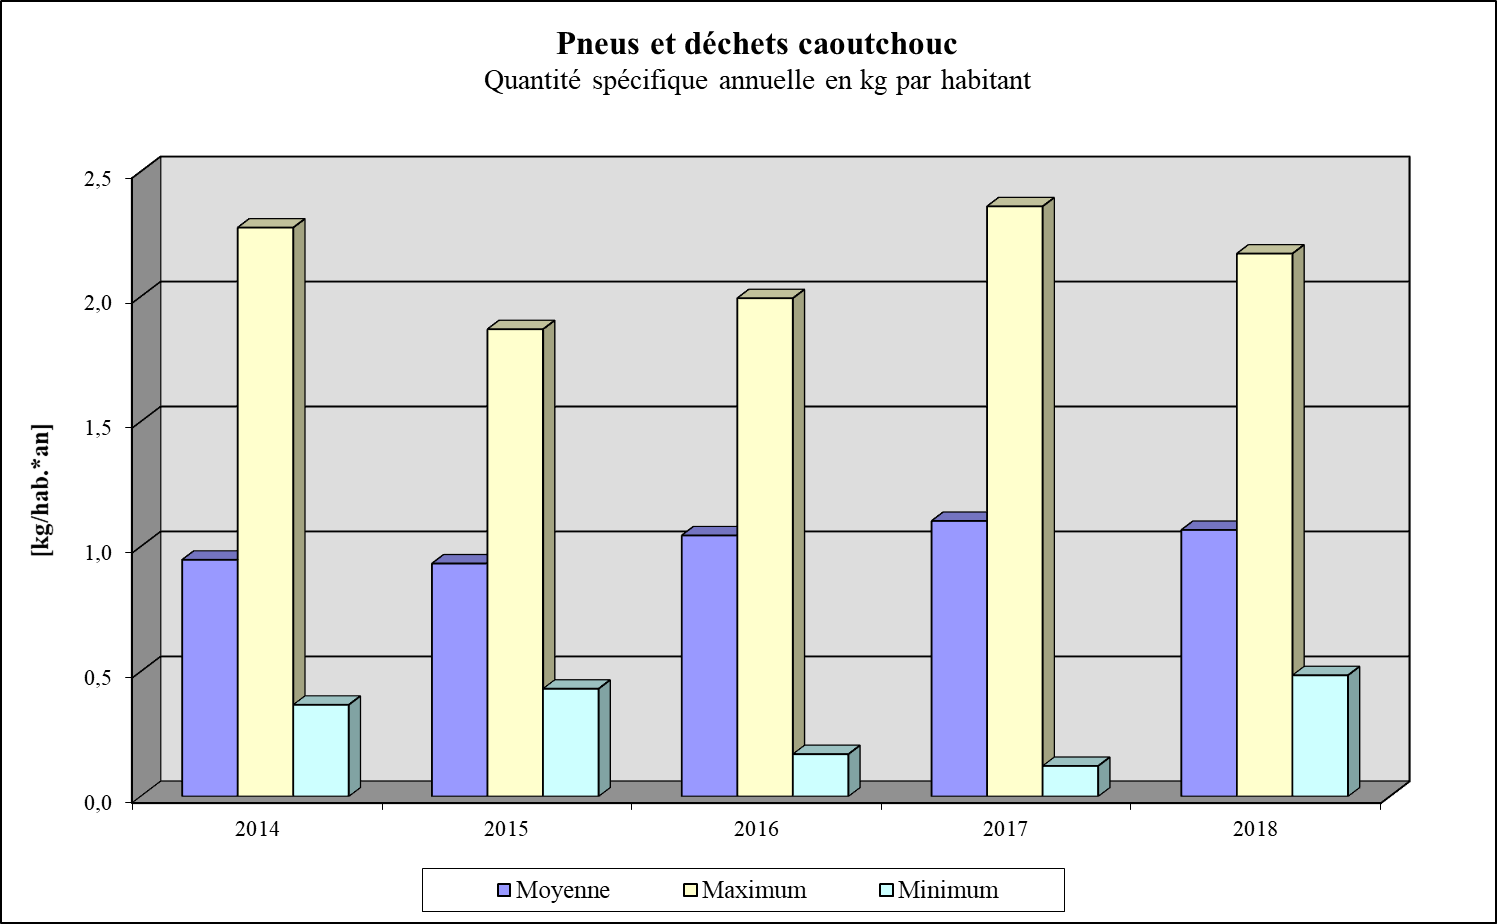 Pneus et déchets caoutchouc
Quantité spécifique annuelle en kg par habitant
[kg/hab.*an]
2,5
2,0
1,5
1,0
0,5
0,0
2014 2015 2016 2017 2018
Moyenne Maximum Minimum